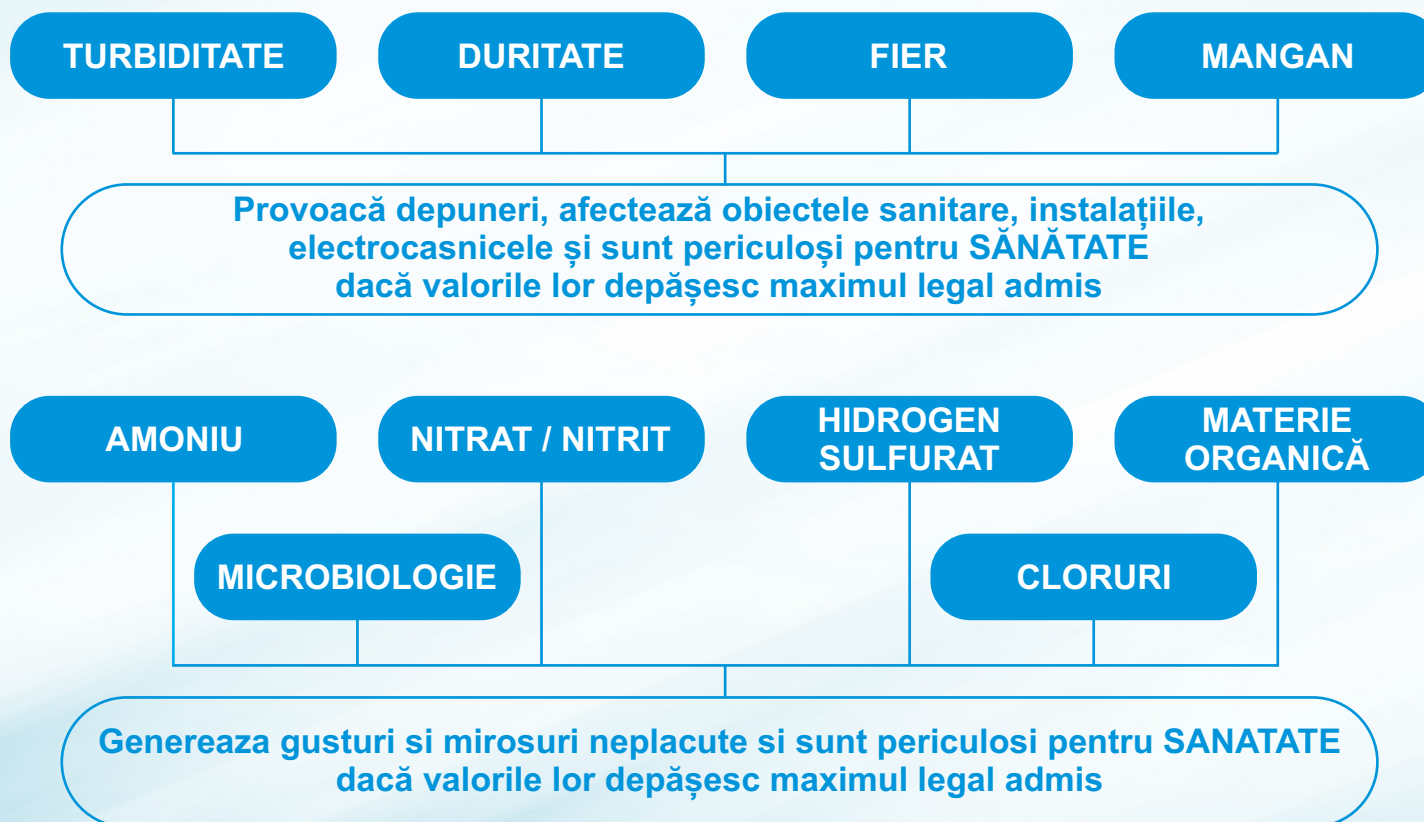 TURBIDITATE
DURITATE
FIER
MANGAN
Provoacă depuneri, afectează obiectele sanitare, instalațiile,
electrocasnicele și sunt periculoși pentru SĂNĂTATE
dacă valorile lor depășesc maximul legal admis
AMONIU
NITRAT / NITRIT
HIDROGEN
SULFURAT
MATERIE
ORGANICĂ
MICROBIOLOGIE
CLORURI
Genereaza gusturi si mirosuri neplacute si sunt periculosi pentru SANATATE
dacă valorile lor depășesc maximul legal admis